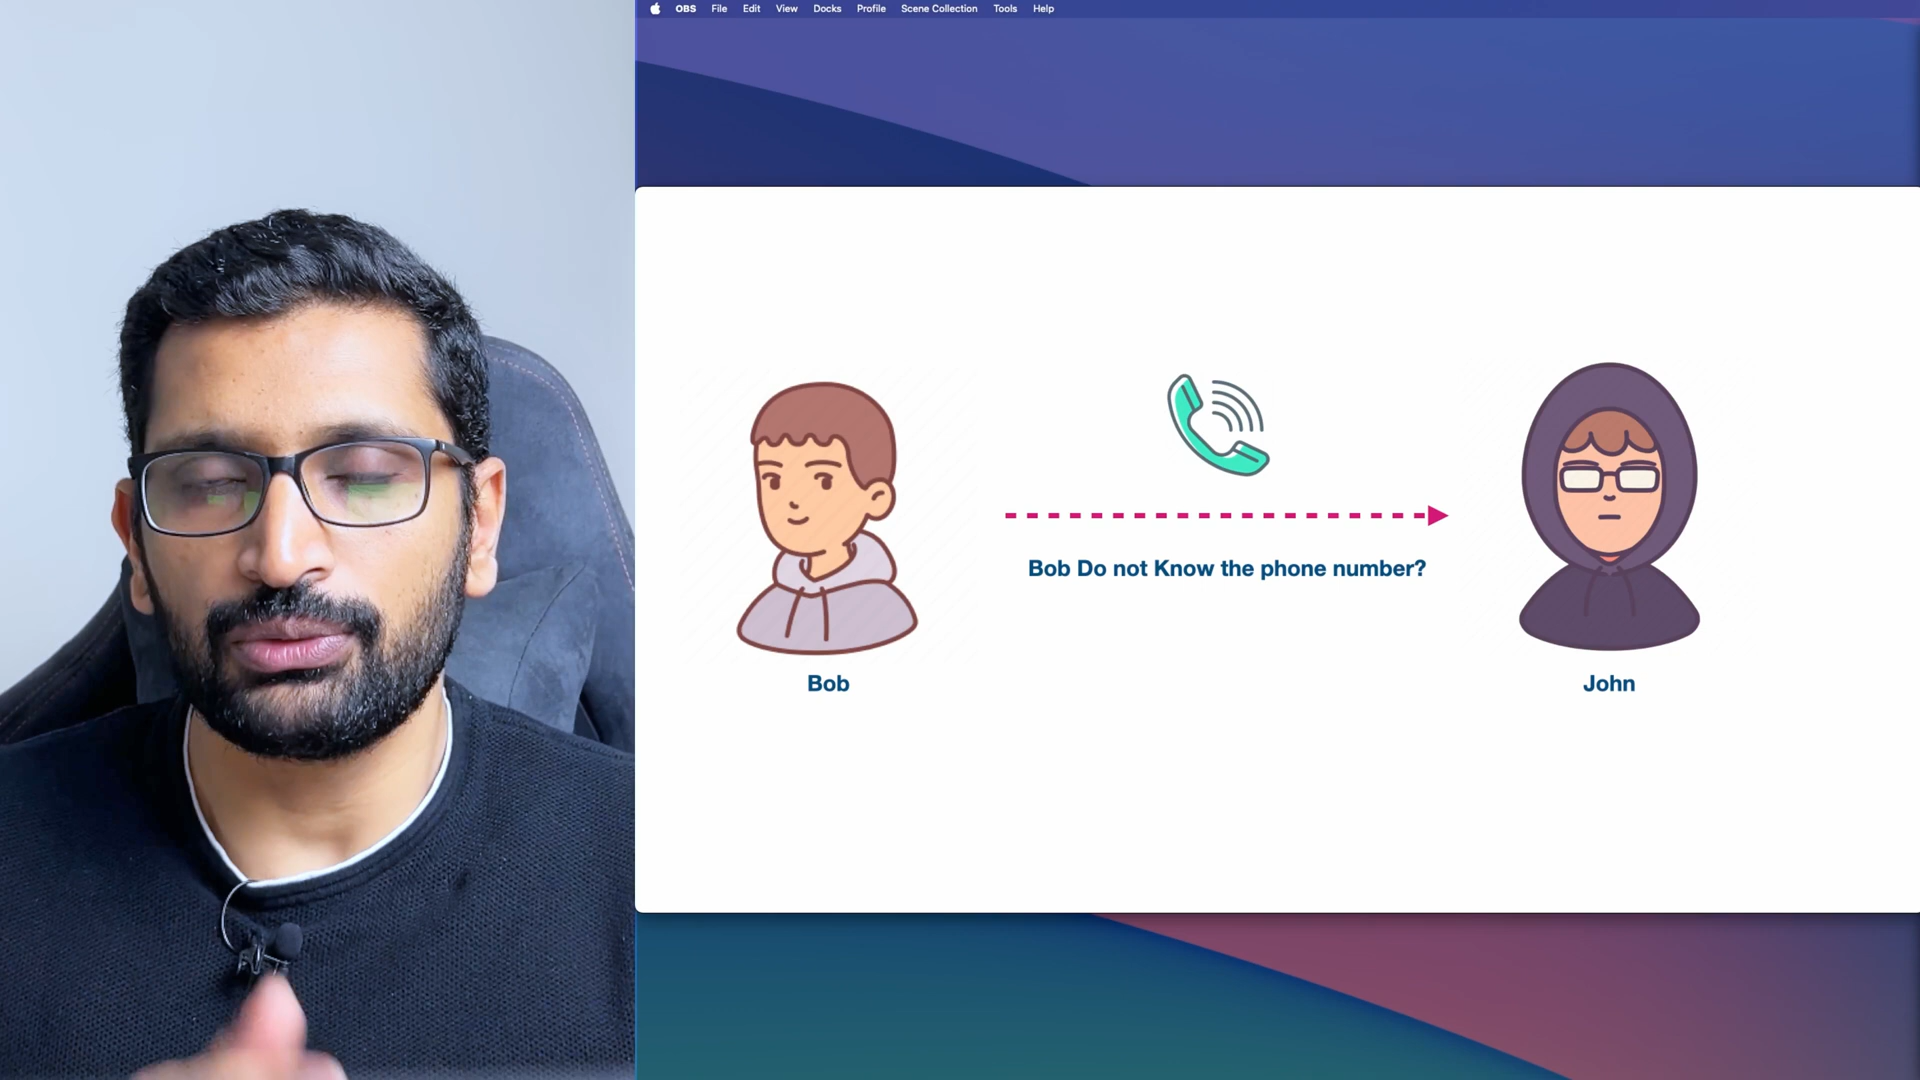 OBS File Edit View Docks Profile Scene Collection Tools Help
Bob Do not Know the phone number?
Bob
John